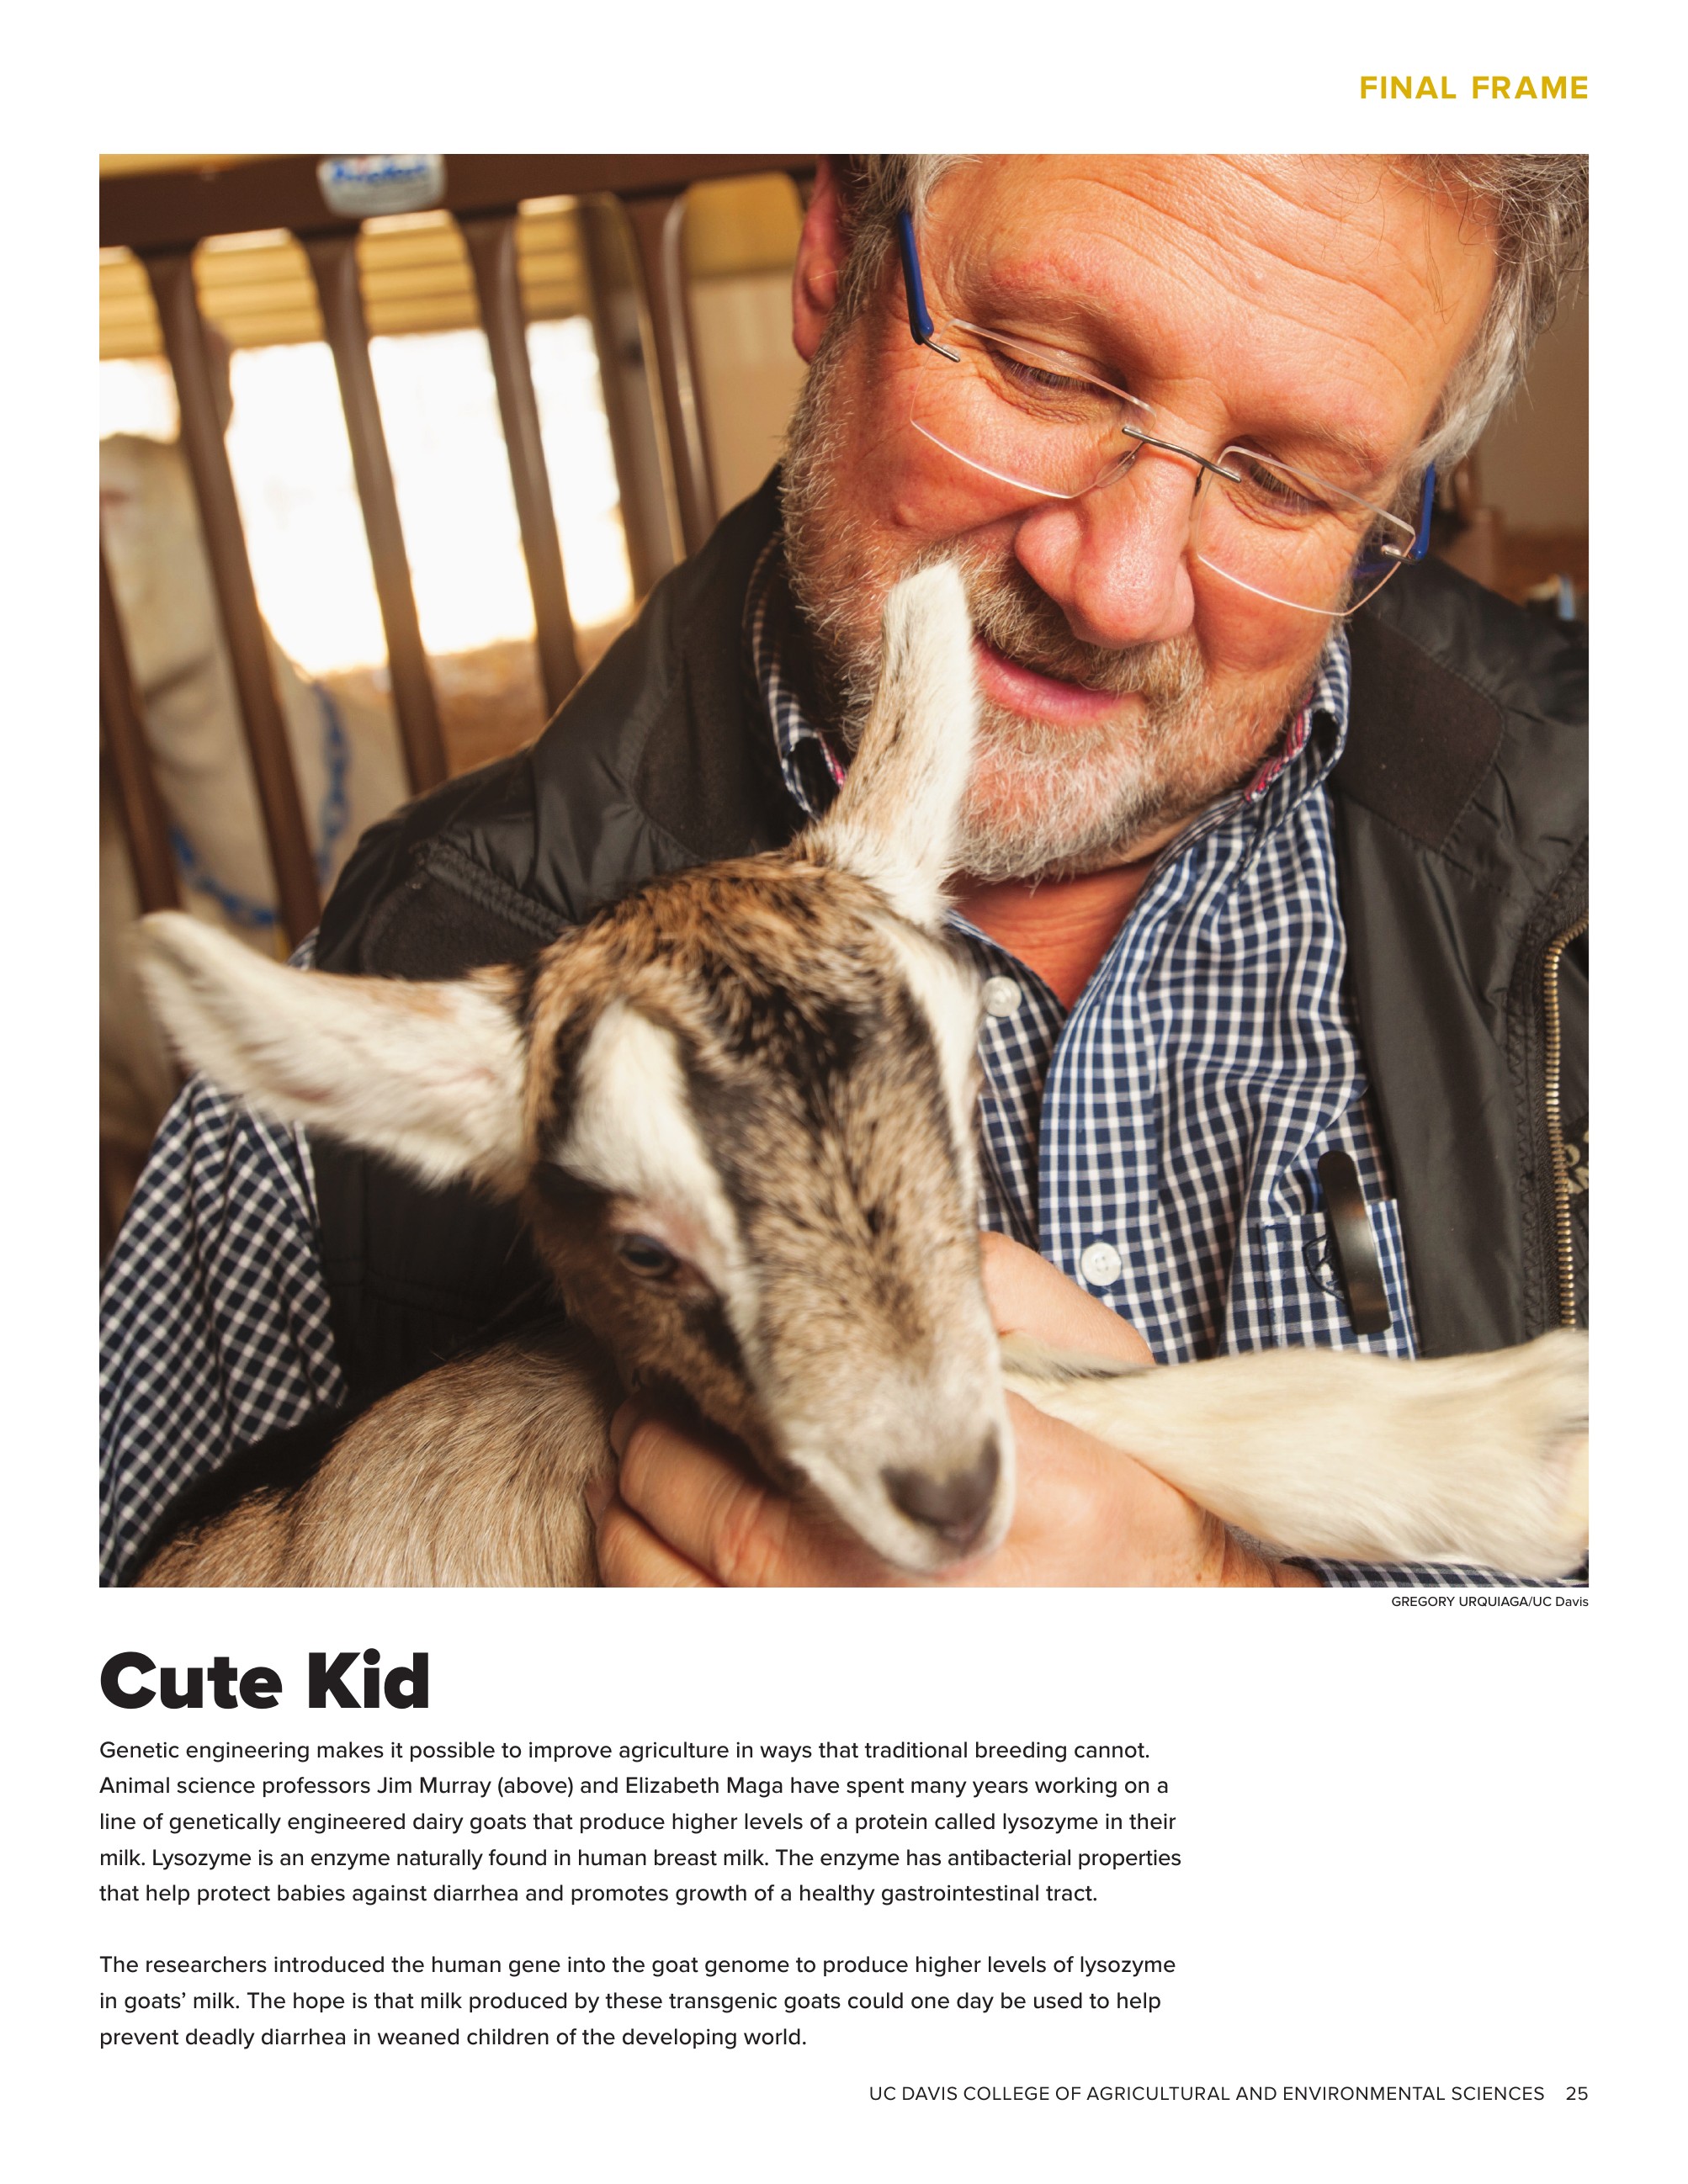 FINAL FRAME
GREGORY URQUIAGA/UC Davis
Cute Kid
Genetic engineering makes it possible to improve agriculture in ways that traditional breeding cannot.
Animal science professors Jim Murray (above) and Elizabeth Maga have spent many years working on a
line of genetically engineered dairy goats that produce higher levels of a protein called lysozyme in their
milk. Lysozyme is an enzyme naturally found in human breast milk. The enzyme has antibacterial properties
that help protect babies against diarrhea and promotes growth of a healthy gastrointestinal tract.
The researchers introduced the human gene into the goat genome to produce higher levels of lysozyme
in goats’ milk. The hope is that milk produced by these transgenic goats could one day be used to help
prevent deadly diarrhea in weaned children of the developing world.
UC DAVIS COLLEGE OF AGRICULTURAL AND ENVIRONMENTAL SCIENCES 25